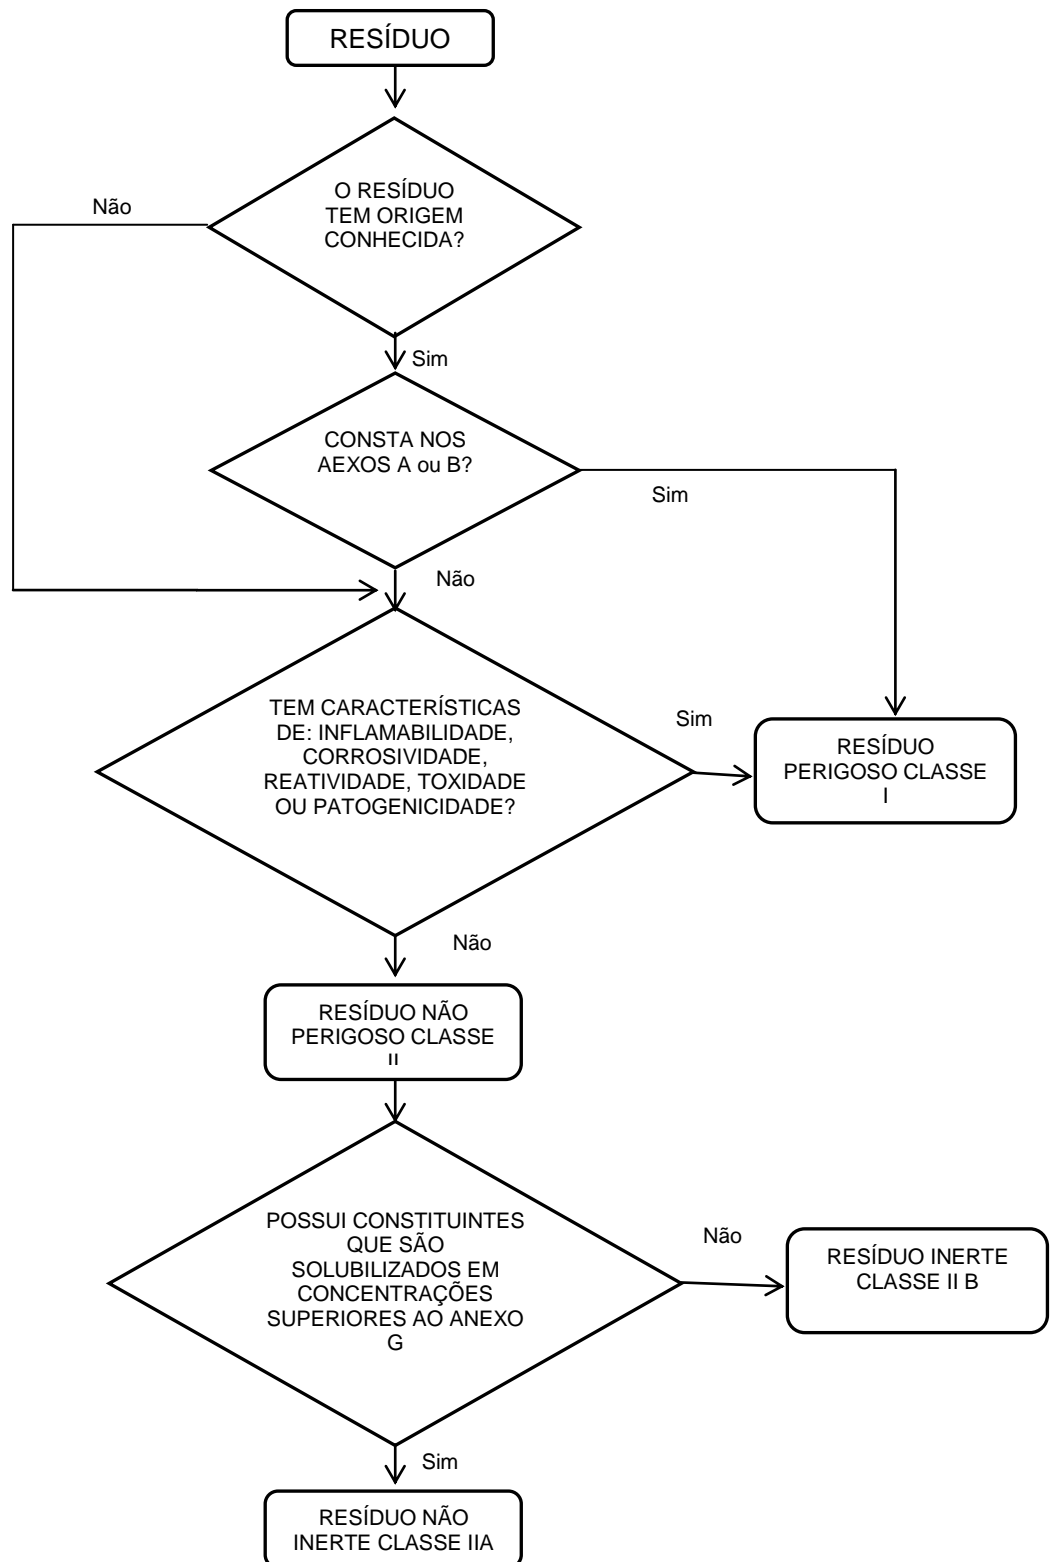 RESÍDUO
O RESÍDUO
TEM ORIGEM
CONHECIDA?
Não
Sim
CONSTA NOS
AEXOS A ou B?
Sim
Não
TEM CARACTERÍSTICAS
DE: INFLAMABILIDADE,
CORROSIVIDADE,
REATIVIDADE, TOXIDADE
OU PATOGENICIDADE?
Sim
RESÍDUO
PERIGOSO CLASSE
I
Não
RESÍDUO NÃO
PERIGOSO CLASSE
II
POSSUI CONSTITUINTES
QUE SÃO
SOLUBILIZADOS EM
CONCENTRAÇÕES
SUPERIORES AO ANEXO
G
Não
RESÍDUO INERTE
CLASSE II B
Sim
RESÍDUO NÃO
INERTE CLASSE IIA